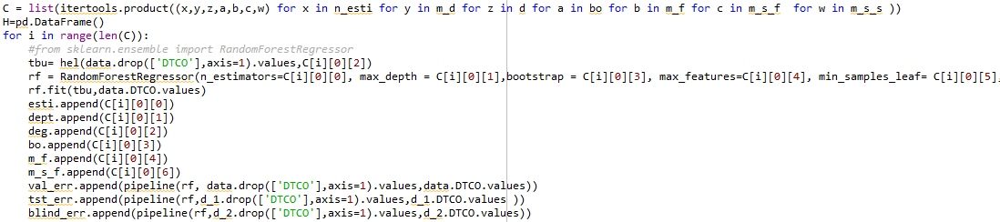 C = list(itertools.product((x,y,z,a,b,c,w) for x in n_esti for y in m_d for z in d for a in bo for b in m_f for c in m_s_f  for w in m_s_s ))
H=pd.DataFrame()
for i in range(len(C)):
    #from sklearn.ensemble import RandomForestRegressor
    tbu= hel(data.drop(['DTCO'],axis=1).values,C[i][0][2])
    rf = RandomForestRegressor(n_estimators=C[i][0][0], max_depth = C[i][0][1],bootstrap = C[i][0][3], max_features=C[i][0][4], min_samples_leaf= C[i][0][5],
    rf.fit(tbu,data.DTCO.values)
    esti.append(C[i][0][0])
    dept.append(C[i][0][1])
    deg.append(C[i][0][2])
    bo.append(C[i][0][3])
    m_f.append(C[i][0][4])
    m_s_f.append(C[i][0][6])
    val_err.append(pipeline(rf, data.drop(['DTCO'],axis=1).values,data.DTCO.values))
    tst_err.append(pipeline(rf,d_1.drop(['DTCO'],axis=1).values,d_1.DTCO.values ))
    blind_err.append(pipeline(rf,d_2.drop(['DTCO'],axis=1).values,d_2.DTCO.values))